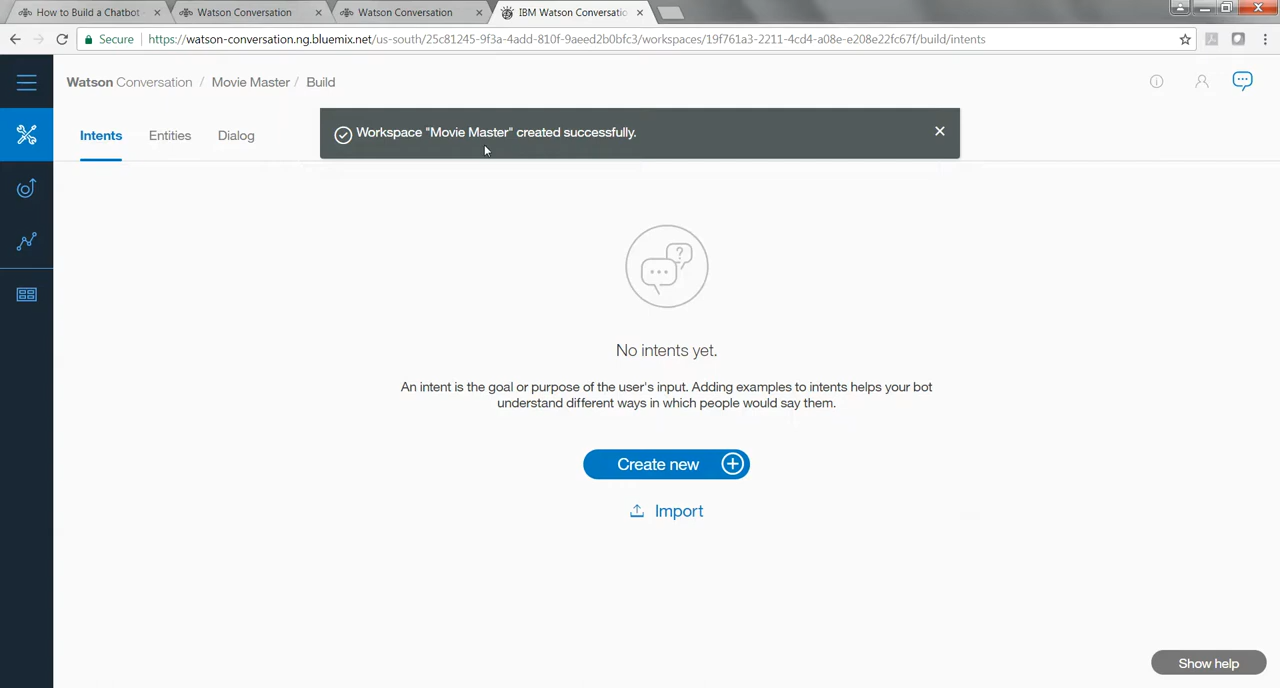 How to Build a Chatbot
Watson Conversation
Watson Conversation
IBM Watson Conversatio
Secure
https://watson-conversation.ng.bluemix.net/us-south/25c81245-9f3a-4add-810f-9aeed2b0bfc3/workspaces/19f761a3-2211-4cd4-a08e-e208e22fc67f/build/intents
Watson Conversation / Movie Master / Build
Intents
Entities
Dialog
Workspace "Movie Master" created successfully.
?
No intents yet.
An intent is the goal or purpose of the user's input. Adding examples to intents helps your bot
understand different ways in which people would say them.
Create new
Import
Show help